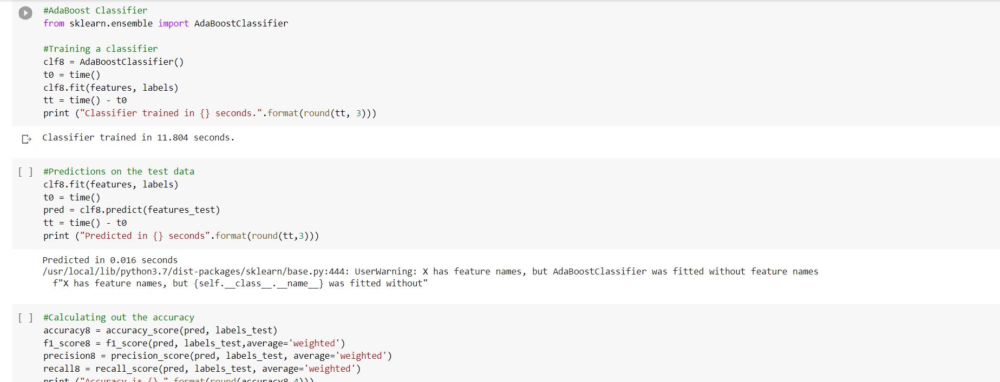 #AdaBoost Classifier
from sklearn.ensemble import AdaBoostClassifier
#Training a classifier
clf8 = AdaBoostClassifier()
t0 = time()
clf8.fit(features, labels)
tt = time() - t0
print ("Classifier trained in {} seconds.".format(round(tt, 3)))
Classifier trained in 11.804 seconds.
[ ] #Predictions on the test data
clf8.fit(features, labels)
t0 = time()
pred = clf8.predict(features_test)
tt = time() - t0
print ("Predicted in {} seconds".format(round(tt,3)))
Predicted in 0.016 seconds
/usr/local/lib/python3.7/dist-packages/sklearn/base.py:444: UserWarning: X has feature names, but AdaBoostClassifier was fitted without feature names
f"X has feature names, but {self.__class__.__name__} was fitted without"
[ ] #Calculating out the accuracy
accuracy8 = accuracy_score(pred, labels_test)
f1_score8 = f1_score(pred, labels_test,average='weighted')
precision8 = precision_score(pred, labels_test, average='weighted')
recall8 = recall_score(pred, labels_test, average='weighted')
print ("Accuracy is {} ".format(round(accuracy8,4)))